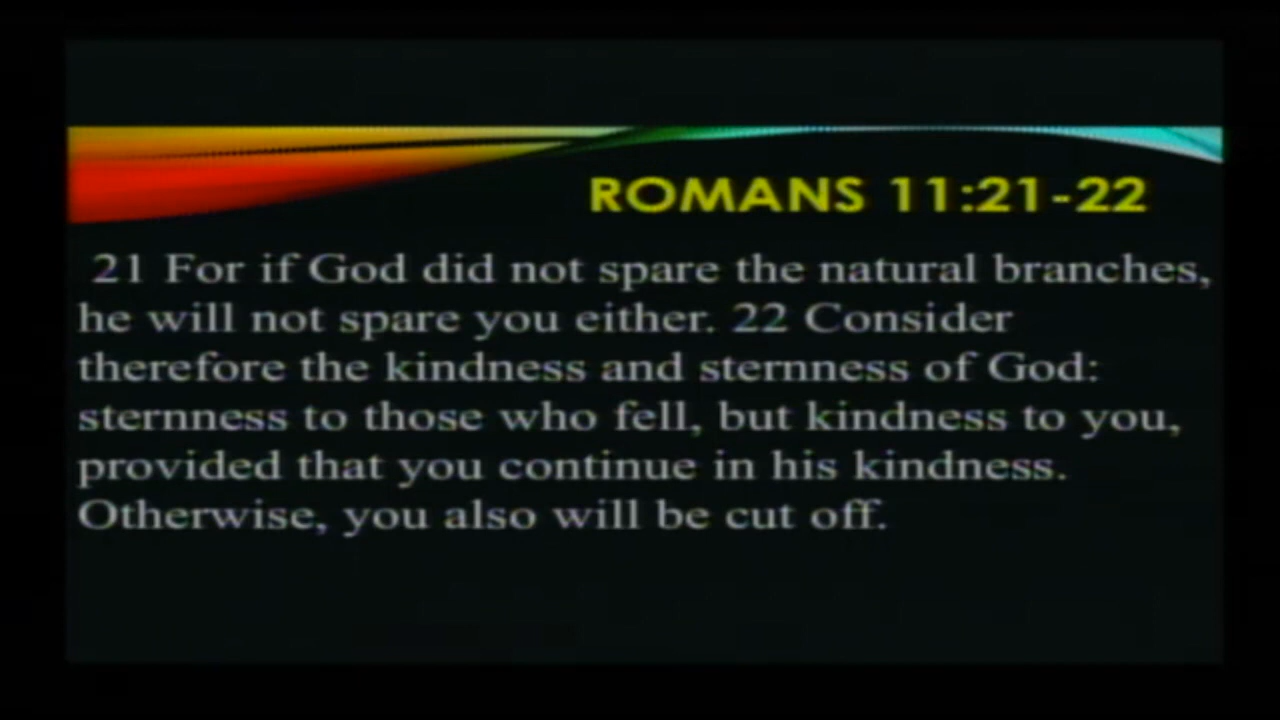 ROMANS 11:21-22
21 For if God did not spare the natural branches,
he will not spare you either. 22 Consider
therefore the kindness and sternness of God:
sternness to those who fell, but kindness to you,
provided that you continue in his kindness.
Otherwise, you also will be cut off.